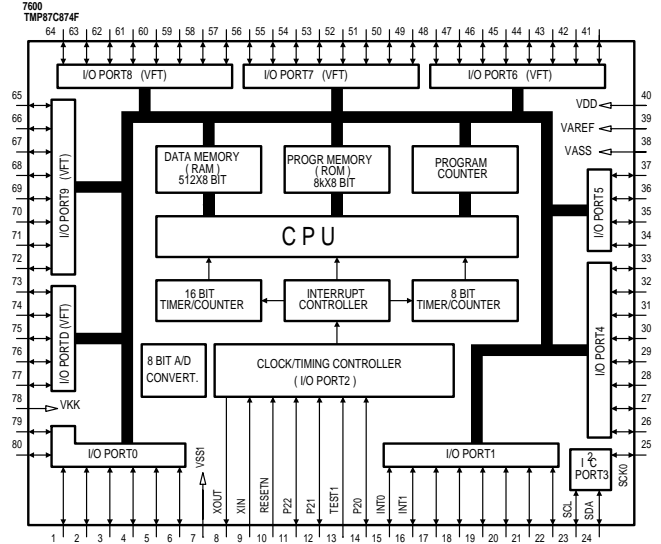 7600
TMP87C874F
64 63 62 61 60 59 58 57 56 55 54 53 52 51 50 49 48 47 46 45 44 43 42 41
I/O PORT8 (VFT)
I/O PORT7 (VFT)
I/O PORT6 (VFT)
65
66
67
68
69
70
71
72
I/O PORT9 (VFT)
73
74
75
76
77
I/O PORTD (VFT)
78
VKK
79
80
DATA MEMORY
( RAM )
512X8 BIT
PROGR MEMORY
( ROM )
8kX8 BIT
PROGRAM
COUNTER
CPU
16 BIT
TIMER/COUNTER
INTERRUPT
CONTROLLER
8 BIT
TIMER/COUNTER
8 BIT A/D
CONVERT.
CLOCK/TIMING CONTROLLER
( I/O PORT2 )
VDD
40
VAREF
39
VASS
38
37
36
35
34
I/O PORT5
33
32
31
30
29
28
27
26
I/O PORT4
25
I/O PORT0
VSS1
XOUT
XIN
RESETN
P22
P21
TEST1
P20
INT0
INT1
I/O PORT1
I2C
PORT3
SCL
SDA
SCK0
1 2 3 4 5 6 7 8 9 10 11 12 13 14 15 16 17 18 19 20 21 22 23 24